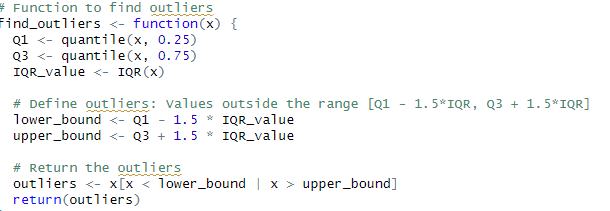 # Function to find outliers
find_outliers <- function(x) {
  Q1 <- quantile(x, 0.25)
  Q3 <- quantile(x, 0.75)
  IQR_value <- IQR(x)

  # Define outliers: Values outside the range [Q1 - 1.5*IQR, Q3 + 1.5*IQR]
  lower_bound <- Q1 - 1.5 * IQR_value
  upper_bound <- Q3 + 1.5 * IQR_value

  # Return the outliers
  outliers <- x[x < lower_bound | x > upper_bound]
  return(outliers)